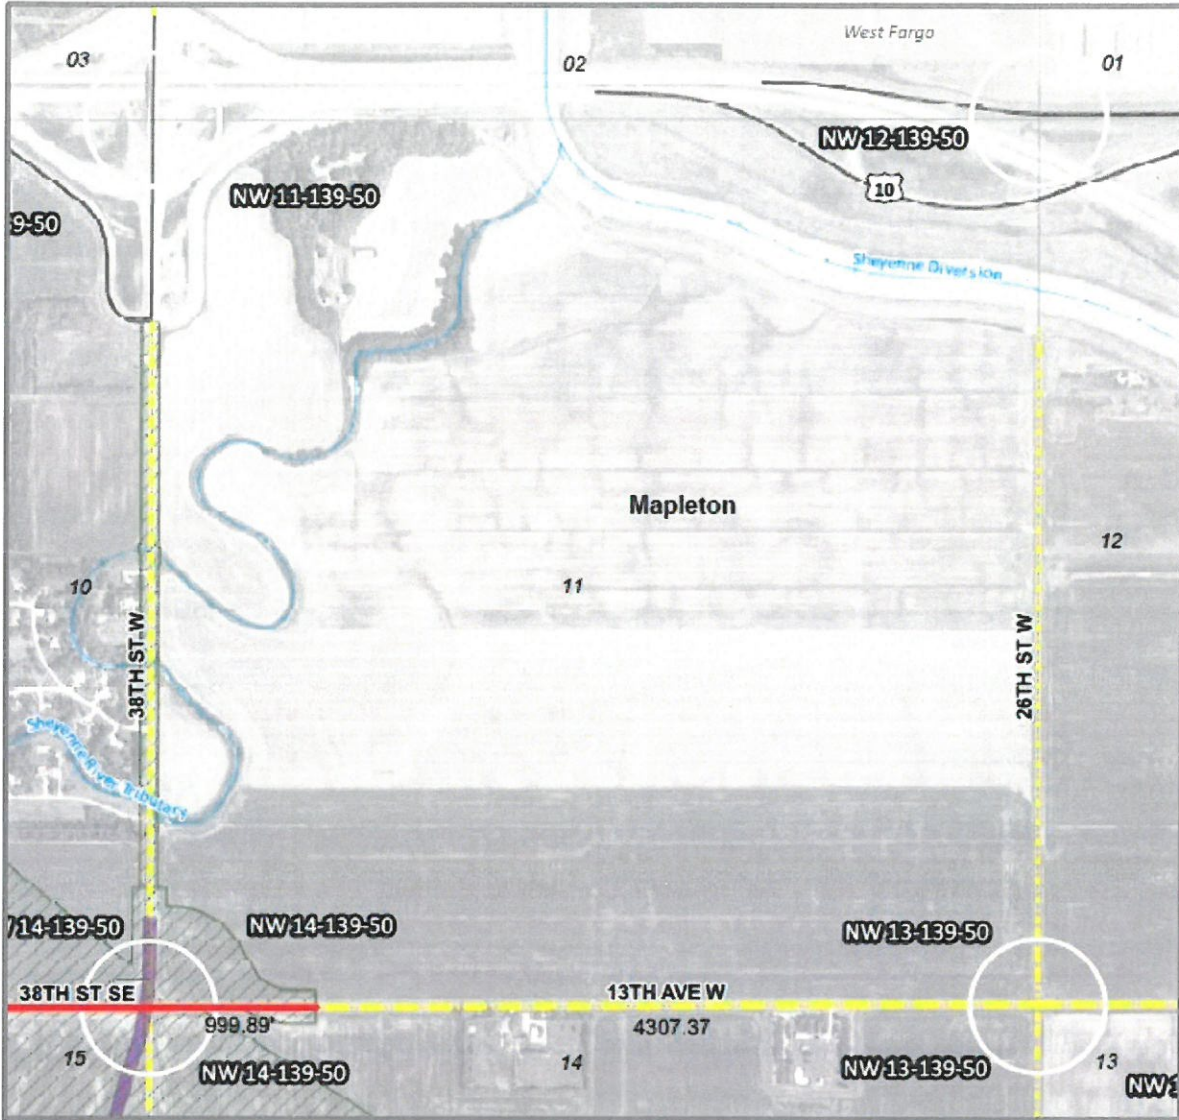 West Fargo
03
02
01
NW 12-139-50
10
NW 11-139-50
9-50
Sheyenne Diversion
Mapleton
12
10
11
38TH ST W
26TH ST W
Sheyenne River Tributary
14-139-50
NW 14-139-50
NW 13-139-50
38TH ST SE
13TH AVE W
999.89'
4307.37
15
14
13
NW 14-139-50
NW 13-139-50
NW 1